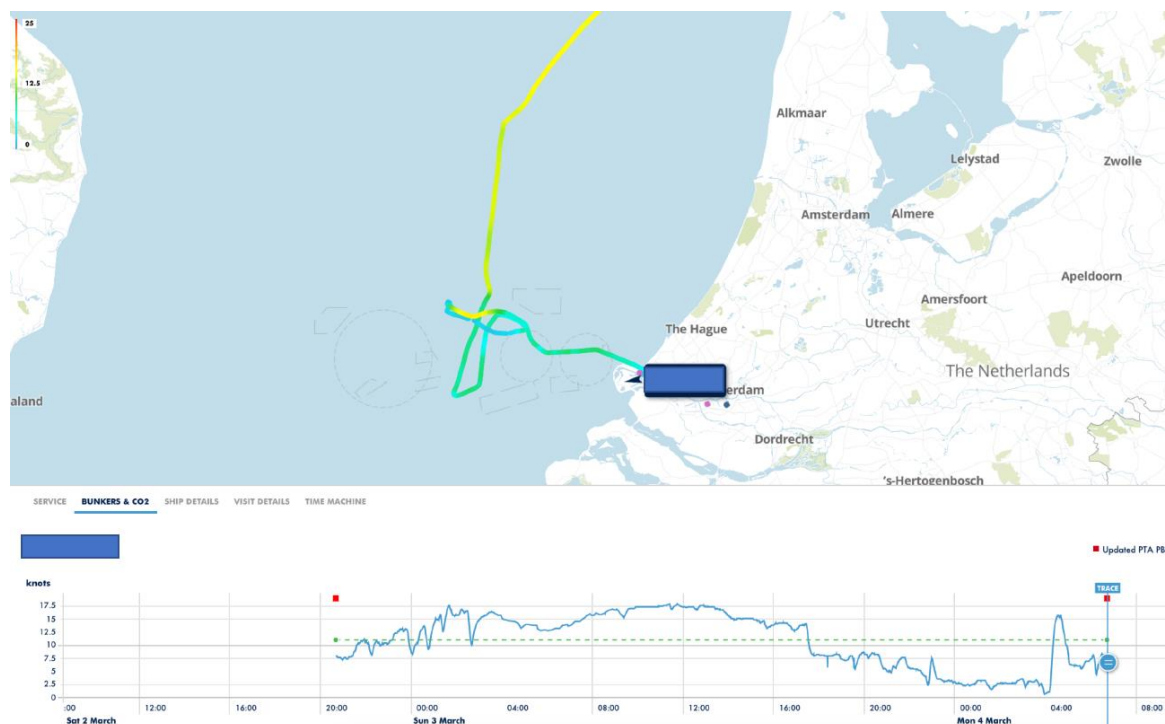 25
12.5
0
Alkmaar
Lelystad
Zwolle
Amsterdam
Almere
Apeldoorn
Amersfoort
The Hague
Utrecht
The Netherlands
aland
erdam
Dordrecht
's-Hertogenbosch
SERVICE BUNKERS & CO2 SHIP DETAILS VISIT DETAILS TIME MACHINE
Updated PTA PB
knots
TRACE
17.5
15
12.5
10
7.5
5
2.5
0
:00 12:00 16:00 20:00 00:00 04:00 08:00 12:00 16:00 20:00 00:00 04:00 08:00
Sat 2 March Sun 3 March Mon 4 March